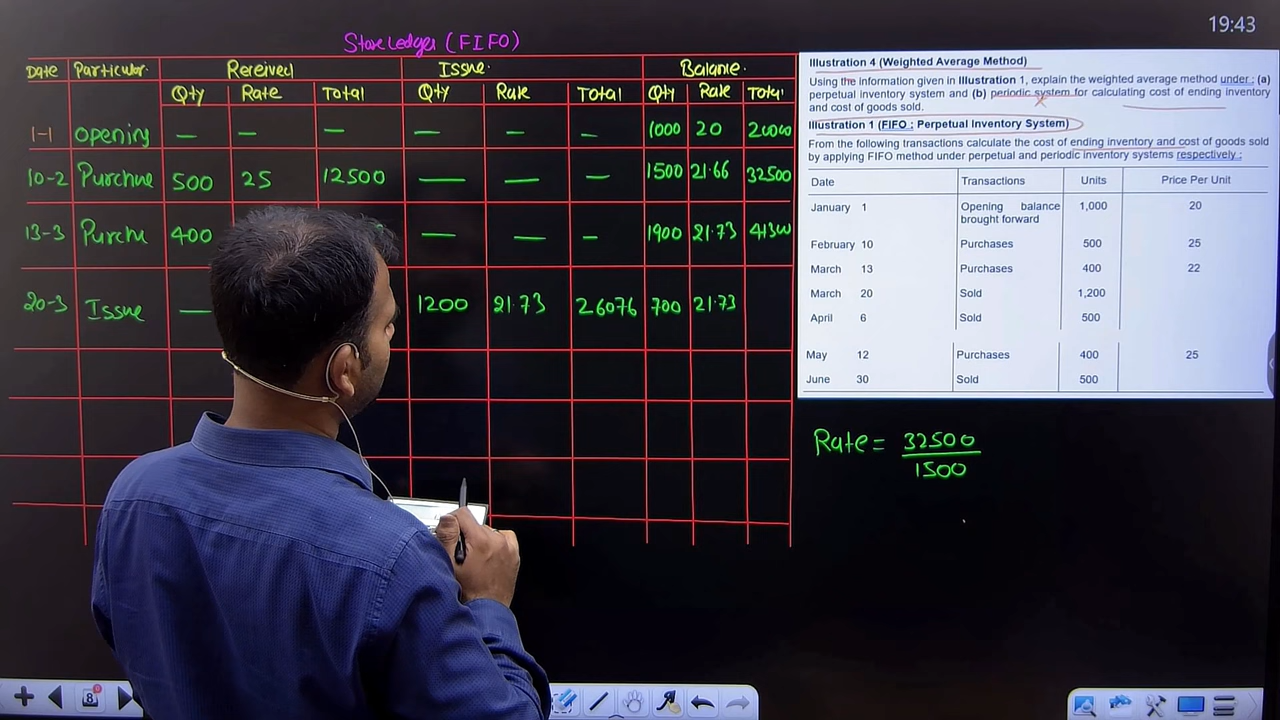 19:43
Store Ledger (FIFO)
Date Particular Received Issue Balance
Qty Rate Total Qty Rate Total Qty Rate Total
1-1 opening — — — — — — 1000 20 20000
10-2 Purchase 500 25 12500 — — — 1500 21.66 32500
13-3 Purche 400 — — — 1900 21.73 41300
20-3 Issue — 1200 21.73 26076 700 21.73
Illustration 4 (Weighted Average Method)
Using the information given in Illustration 1, explain the weighted average method under : (a)
perpetual inventory system and (b) periodic system for calculating cost of ending inventory
and cost of goods sold.
Illustration 1 (FIFO : Perpetual Inventory System)
From the following transactions calculate the cost of ending inventory and cost of goods sold
by applying FIFO method under perpetual and periodic inventory systems respectively :
Date Transactions Units Price Per Unit
January 1 Opening balance 1,000 20
brought forward
February 10 Purchases 500 25
March 13 Purchases 400 22
March 20 Sold 1,200
April 6 Sold 500
May 12 Purchases 400 25
June 30 Sold 500
Rate = 32500
1500
8